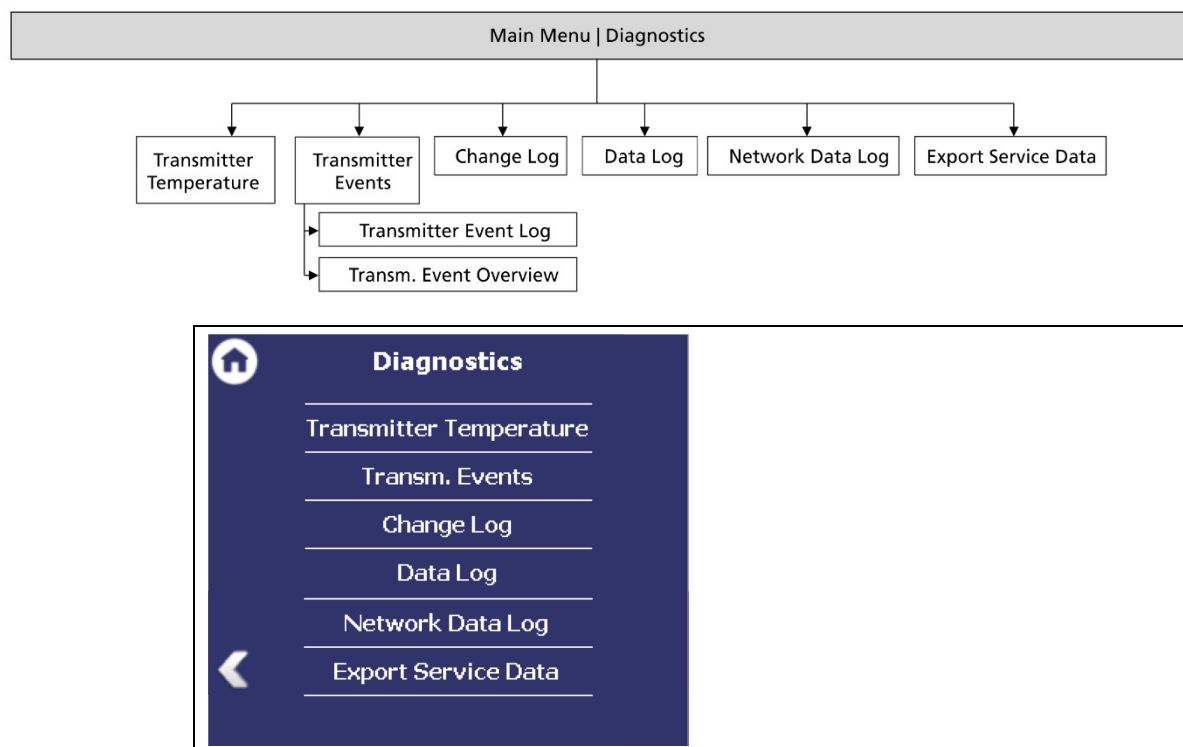 Main Menu | Diagnostics
Transmitter
Temperature
Transmitter
Events
Change Log
Data Log
Network Data Log
Export Service Data
Transmitter Event Log
Transm. Event Overview
Diagnostics
Transmitter Temperature
Transm. Events
Change Log
Data Log
Network Data Log
Export Service Data